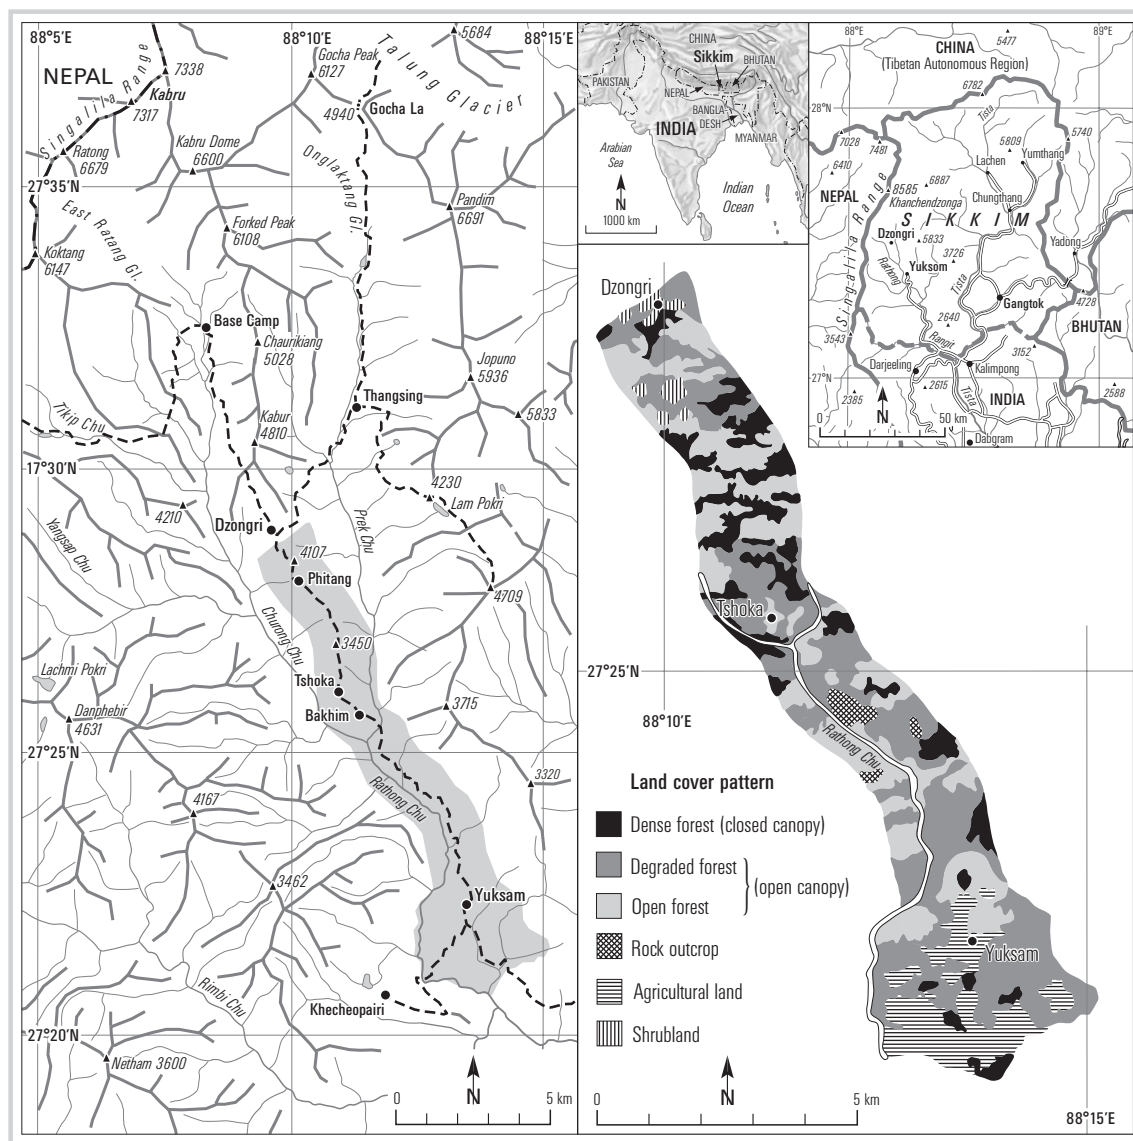 88°5'E
88°10'E
88°15'E
5684
NEPAL
7338
Gocha Peak
6127
Talung Glacier
Singalila Range
Kabru
7317
4940
Gocha La
Ratong
6679
Kabru Dome
6600
Onglaktang Gl.
27°35'N
Pandim
6691
East Ratang Gl.
Forked Peak
6108
Koktang
6147
Base Camp
Chaurikiang
5028
Jopuno
5936
Thangsing
5833
Tikip Chu
Kabur
4810
17°30'N
4230
Lam Pokri
4210
Dzongri
Prek Chu
Yangsap Chu
4107
Phitang
4709
Churong Chu
3450
Lachmi Pokri
Tshoka
Bakhim
3715
Danphebir
4631
27°25'N
3320
Rathong Chu
4167
3462
Yuksam
Rimbi Chu
Khecheopairi
27°20'N
Netham 3600
N
0
5 km
CHINA
Sikkim
BHUTAN
PAKISTAN
NEPAL
BANGLA-
DESH
INDIA
MYANMAR
Arabian
Sea
Indian
Ocean
N
1000 km
88°E
89°E
5477
CHINA
(Tibetan Autonomous Region)
6782
28°N
Tista
7028
7481
5740
5809
Yumthang
6410
Lachen
6887
NEPAL
8585
Khanchendzonga
Chungthang
SIKKIM
Singalila Range
Dzongri
5833
Yadong
3726
Rathong
Yuksom
Tista
Gangtok
4728
2640
BHUTAN
3543
Rangit
3152
Darjeeling
Kalimpong
27°N
2615
2385
Tista
INDIA
2588
N
0
50 km
Dabgram
Dzongri
Tshoka
27°25'N
88°10'E
Rathong Chu
Land cover pattern
Dense forest (closed canopy)
Degraded forest
(open canopy)
Open forest
Rock outcrop
Yuksam
Agricultural land
Shrubland
N
0
5 km
88°15'E